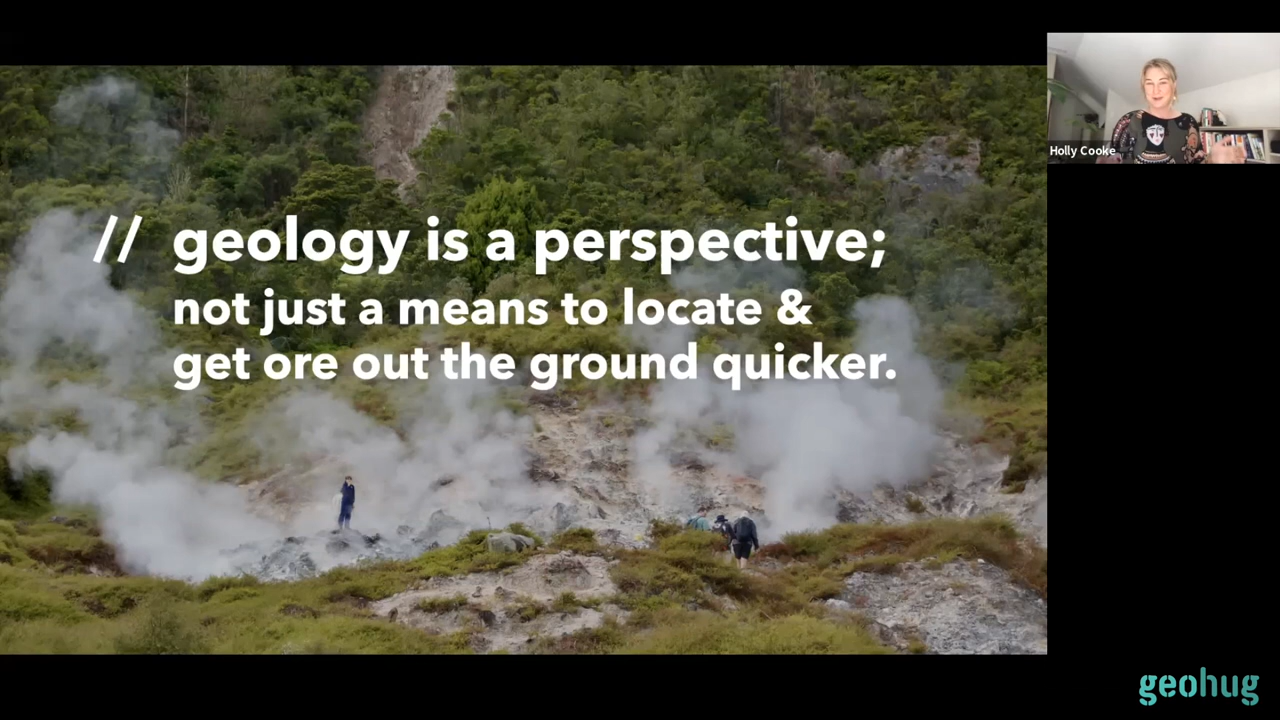 // geology is a perspective;
not just a means to locate &
get ore out the ground quicker.
Holly Cooke
geohug